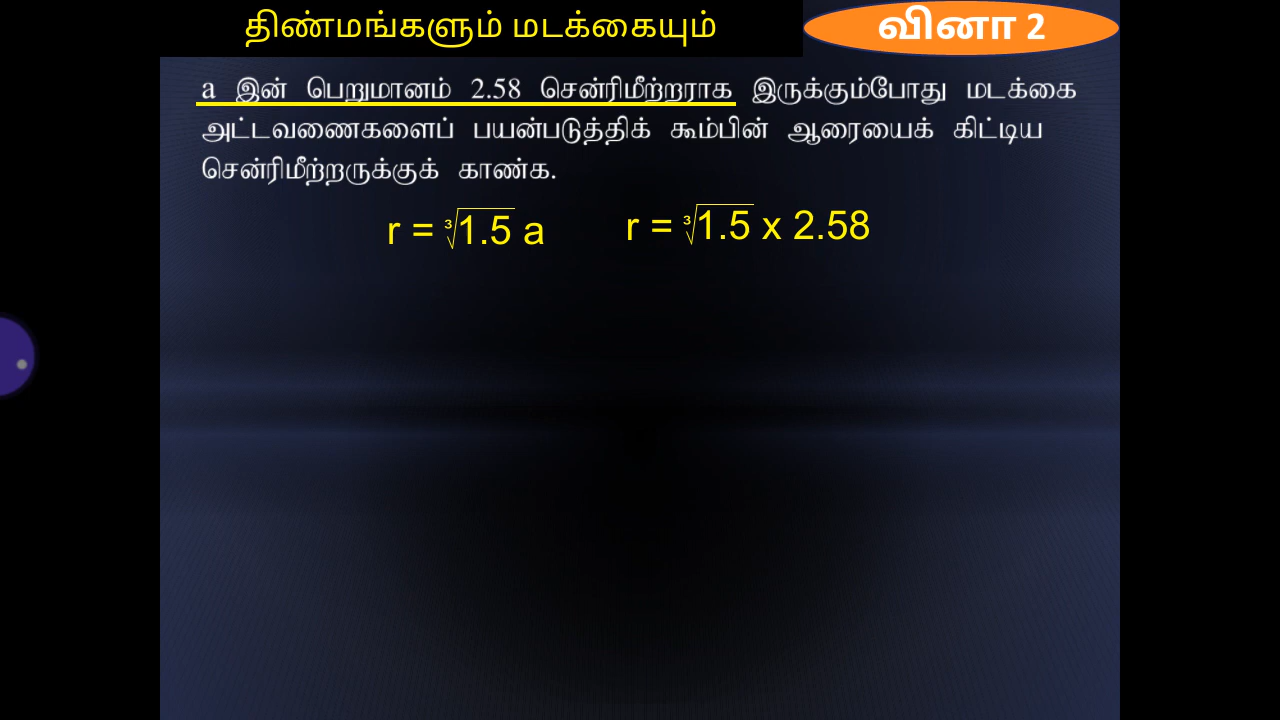 திண்மங்களும் மடக்கையும்
வினா 2
a இன் பெறுமானம் 2.58 சென்ரிமீற்றராக இருக்கும்போது மடக்கை
அட்டவணைகளைப் பயன்படுத்திக் கூம்பின் ஆரையைக் கிட்டிய
சென்ரிமீற்றருக்குக் காண்க.
r = ∛1.5 a r = ∛1.5 x 2.58